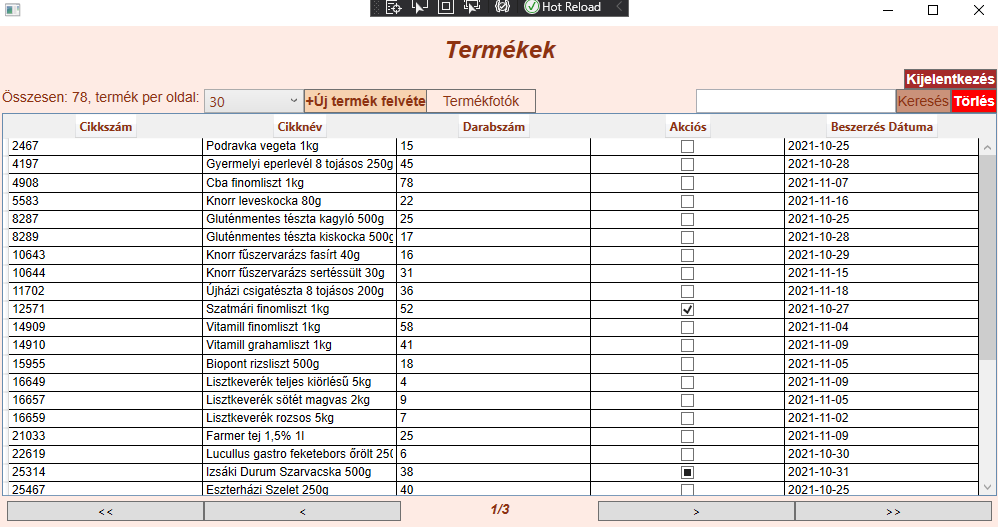 Hot Reload
Termékek
Kijelentkezés
Összesen: 78, termék per oldal: 30 +Új termék felvéte Termékfotók Keresés Törlés
Cikkszám Cikknév Darabszám Akciós Beszerzés Dátuma
2467 Podravka vegeta 1kg 15 2021-10-25
4197 Gyermelyi eperlevél 8 tojásos 250g 45 2021-10-28
4908 Cba finomliszt 1kg 78 2021-11-07
5583 Knorr leveskocka 80g 22 2021-11-16
8287 Gluténmentes tészta kagyló 500g 25 2021-10-25
8289 Gluténmentes tészta kiskocka 500g 17 2021-10-28
10643 Knorr fűszervarázs fasírt 40g 16 2021-10-29
10644 Knorr fűszervarázs sertéssült 30g 31 2021-11-15
11702 Újházi csigatészta 8 tojásos 200g 36 2021-11-18
12571 Szatmári finomliszt 1kg 52 2021-10-27
14909 Vitamill finomliszt 1kg 58 2021-11-04
14910 Vitamill grahamliszt 1kg 41 2021-11-09
15955 Biopont rizsliszt 500g 18 2021-11-05
16649 Lisztkeverék teljes kiörlésű 5kg 4 2021-11-09
16657 Lisztkeverék sötét magvas 2kg 9 2021-11-05
16659 Lisztkeverék rozsos 5kg 7 2021-11-02
21033 Farmer tej 1,5% 1l 25 2021-11-09
22619 Lucullus gastro feketebors őrölt 250 6 2021-10-30
25314 Izsáki Durum Szarvacska 500g 38 2021-10-31
25467 Eszterházi Szelet 250g 40 2021-10-25
<< < 1/3 > >>